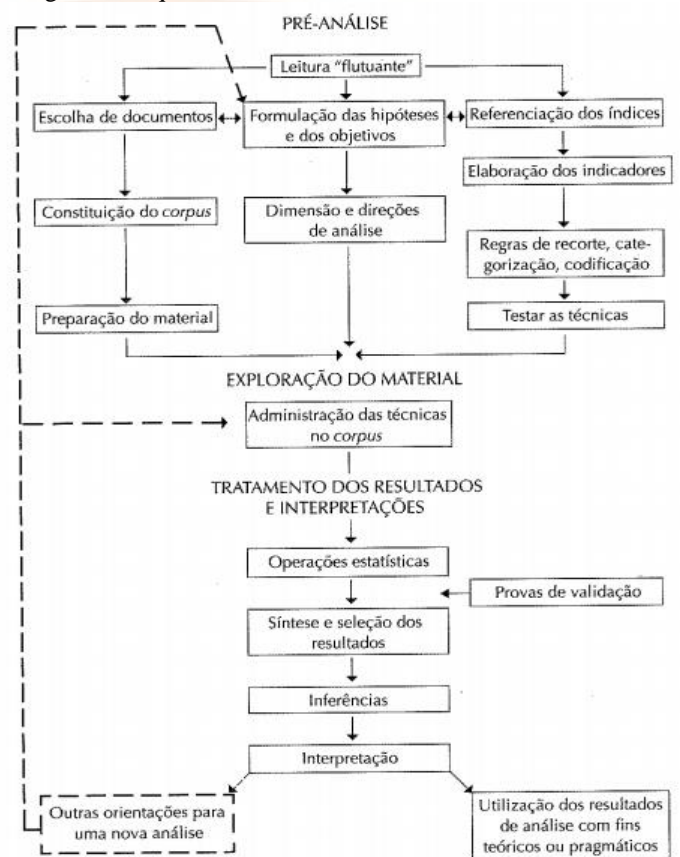 PRÉ-ANÁLISE
Leitura "flutuante"
Escolha de documentos
Formulação das hipóteses
e dos objetivos
Referenciação dos índices
Elaboração dos indicadores
Constituição do corpus
Dimensão e direções
de análise
Regras de recorte, cate-
gorização, codificação
Preparação do material
Testar as técnicas
EXPLORAÇÃO DO MATERIAL
Administração das técnicas
no corpus
TRATAMENTO DOS RESULTADOS
E INTERPRETAÇÕES
Operações estatísticas
Provas de validação
Síntese e seleção dos
resultados
Inferências
Interpretação
Outras orientações para
uma nova análise
Utilização dos resultados
de análise com fins
teóricos ou pragmáticos